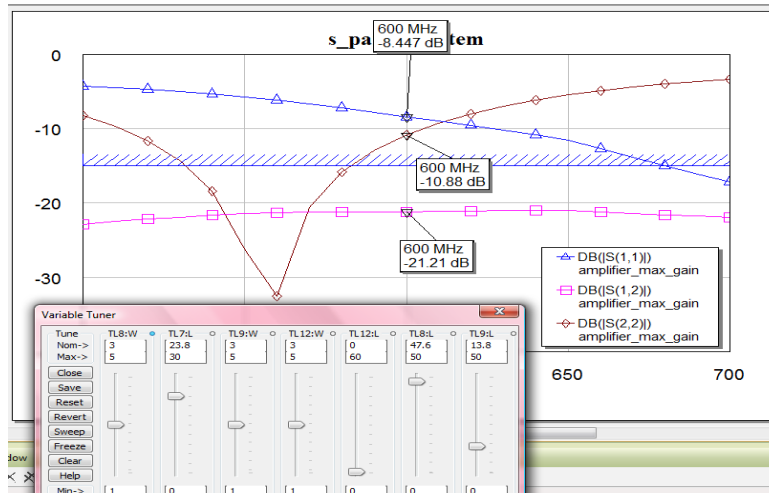 s_pa
tem
600 MHz
-8.447 dB
0
-10
600 MHz
-10.88 dB
-20
600 MHz
-21.21 dB
-30
DB(|S(1,1)|)
amplifier_max_gain
DB(|S(1,2)|)
amplifier_max_gain
DB(|S(2,2)|)
amplifier_max_gain
650 700
Variable Tuner
Tune TL8:W TL7:L TL9:W TL12:W TL12:L TL8:L TL9:L
Nom-> 3 23.8 3 3 0 47.6 13.8
Max-> 5 30 5 5 60 50 50
Close
Save
Reset
Revert
Sweep
Freeze
Clear
Help
Min-> 1 0 1 1 0 0 0
dow